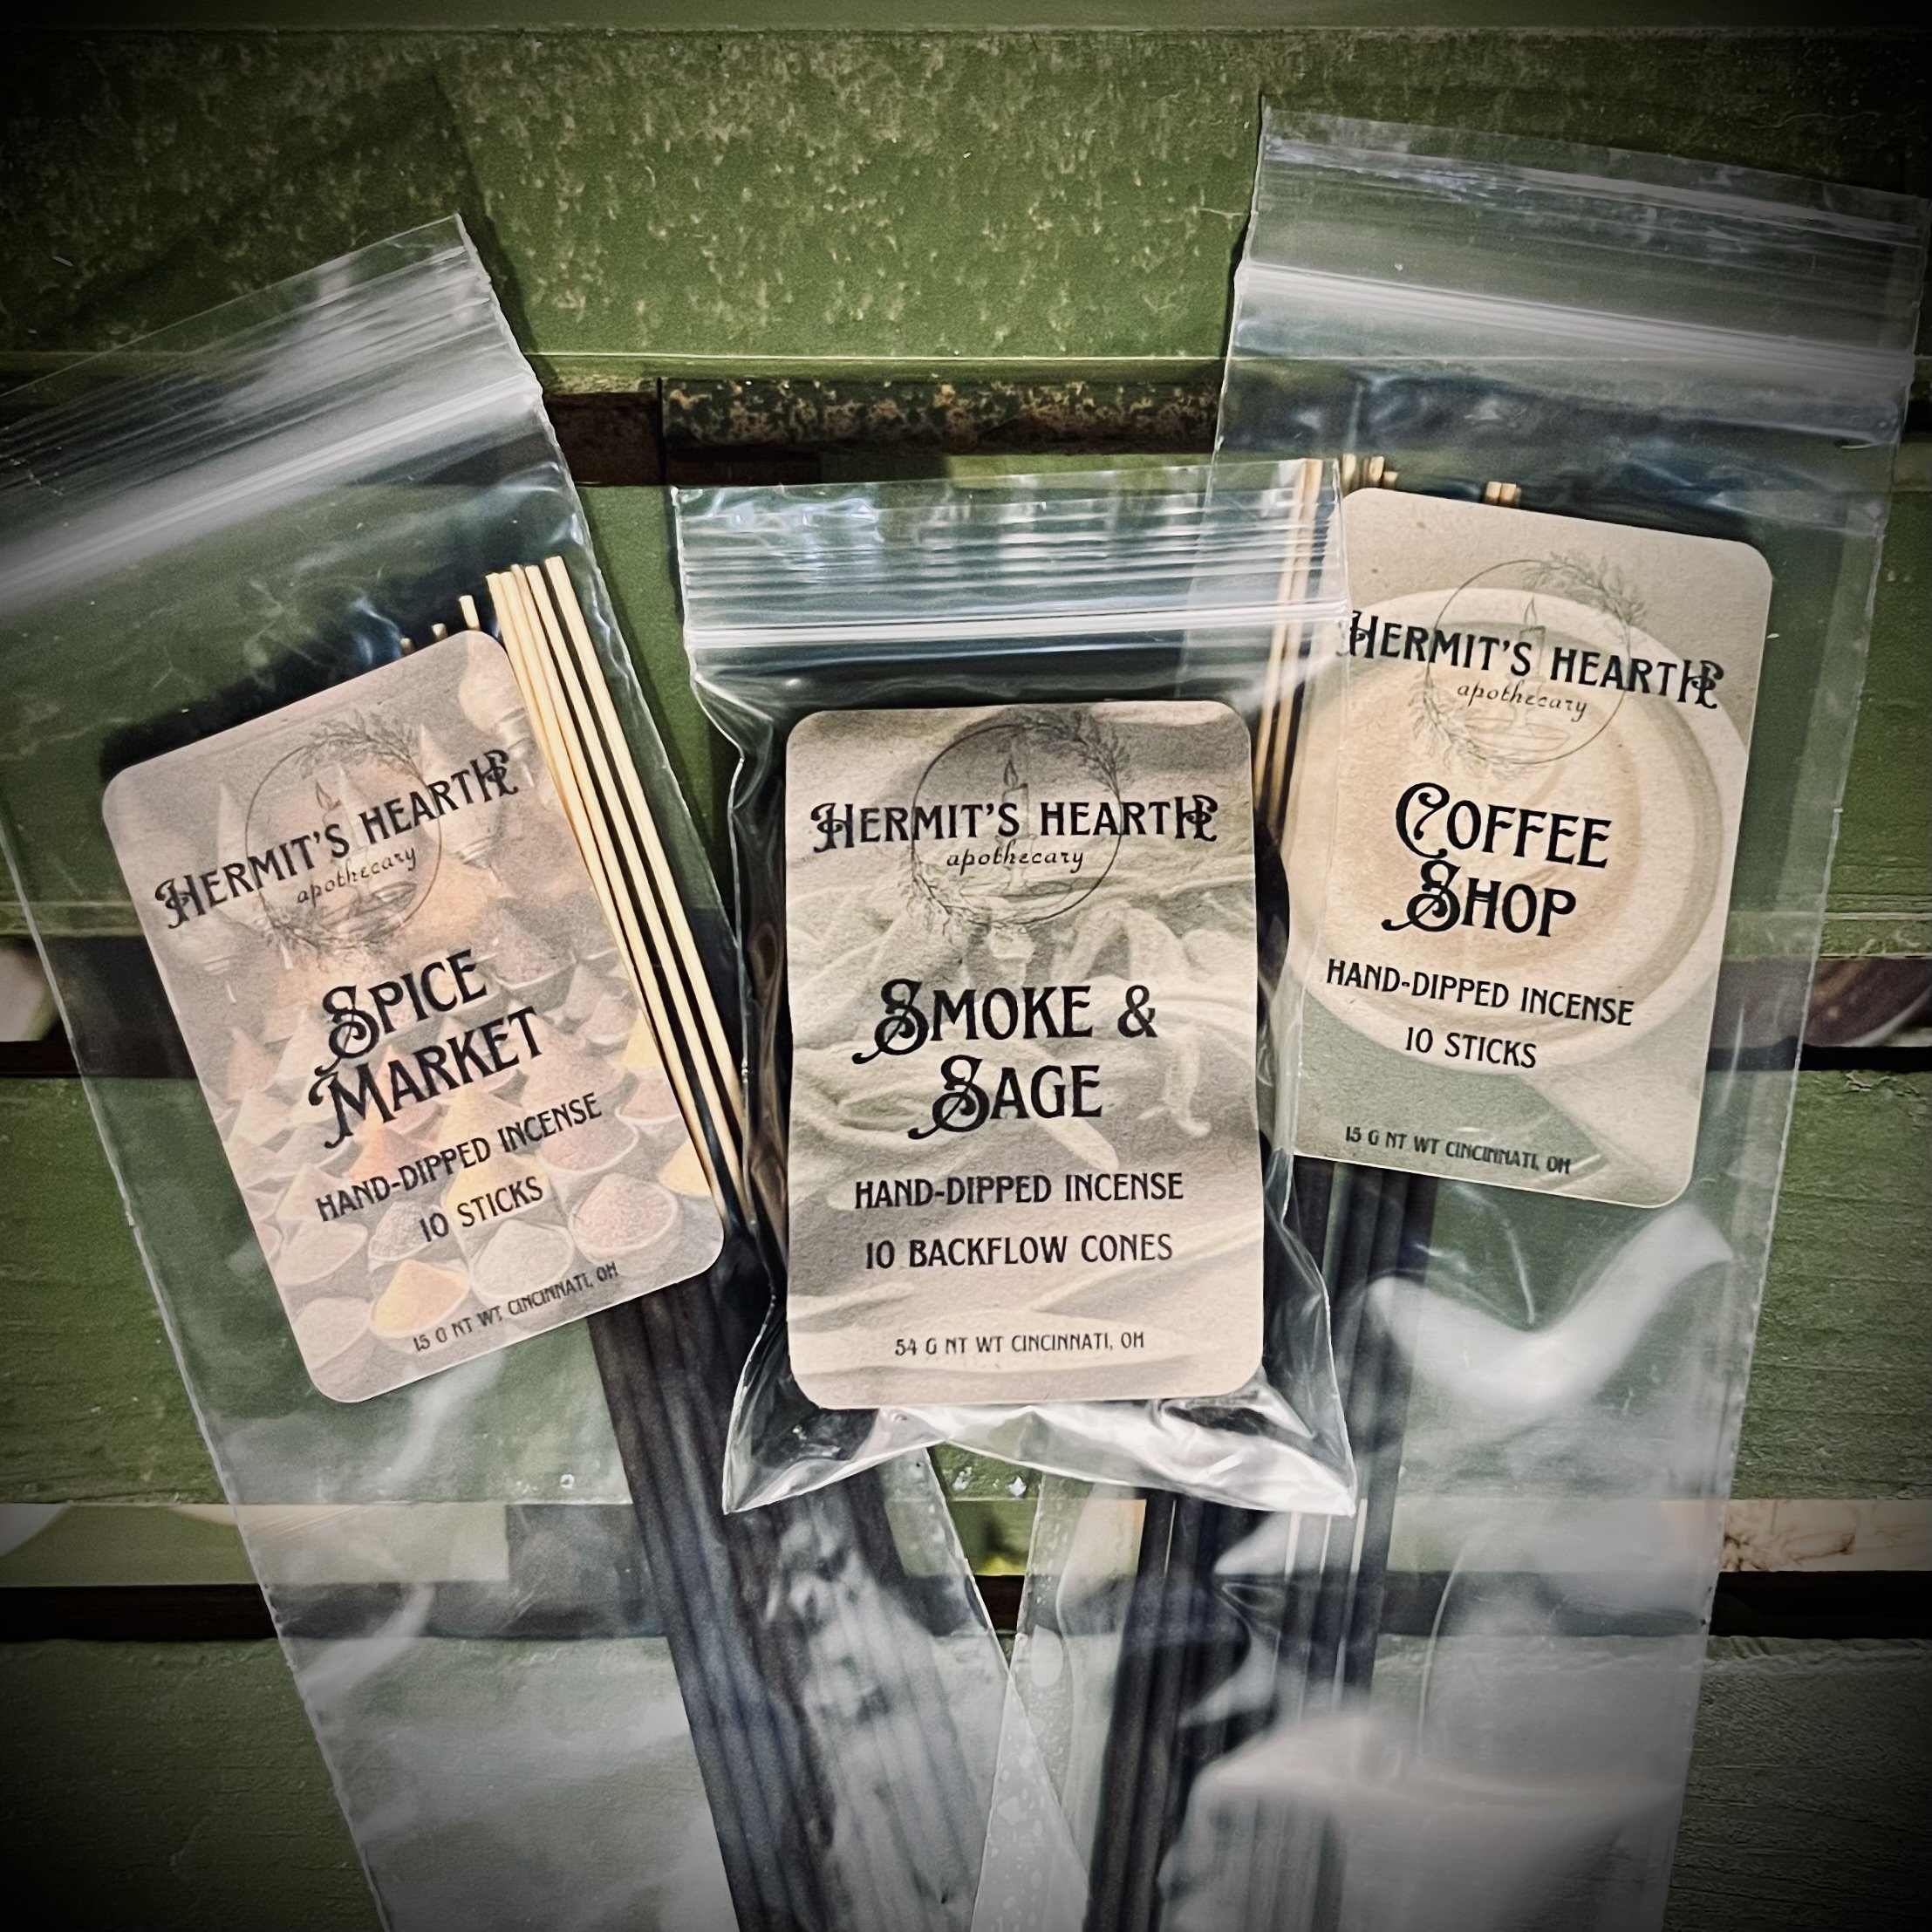 HERMIT'S HEARTH
apothecary
SPICE
MARKET
HAND-DIPPED INCENSE
10 STICKS
15 G NT WT CINCINNATI, OH
HERMIT'S HEARTH
apothecary
SMOKE &
SAGE
HAND-DIPPED INCENSE
10 BACKFLOW CONES
54 G NT WT CINCINNATI, OH
HERMIT'S HEARTH
apothecary
COFFEE
SHOP
HAND-DIPPED INCENSE
10 STICKS
15 G NT WT CINCINNATI, OH